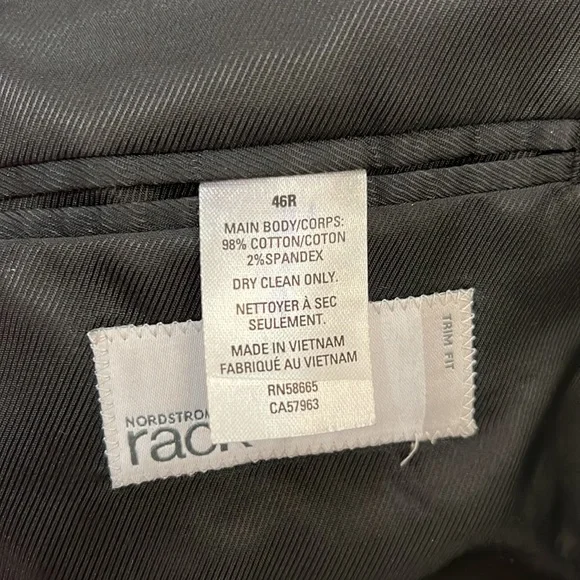 46R
MAIN BODY/CORPS:
98% COTTON/COTON
2%SPANDEX
DRY CLEAN ONLY.
NETTOYER À SEC
SEULEMENT.
MADE IN VIETNAM
FABRIQUÉ AU VIETNAM
RN58665
CA57963
NORDSTROM
rack
TRIM FIT